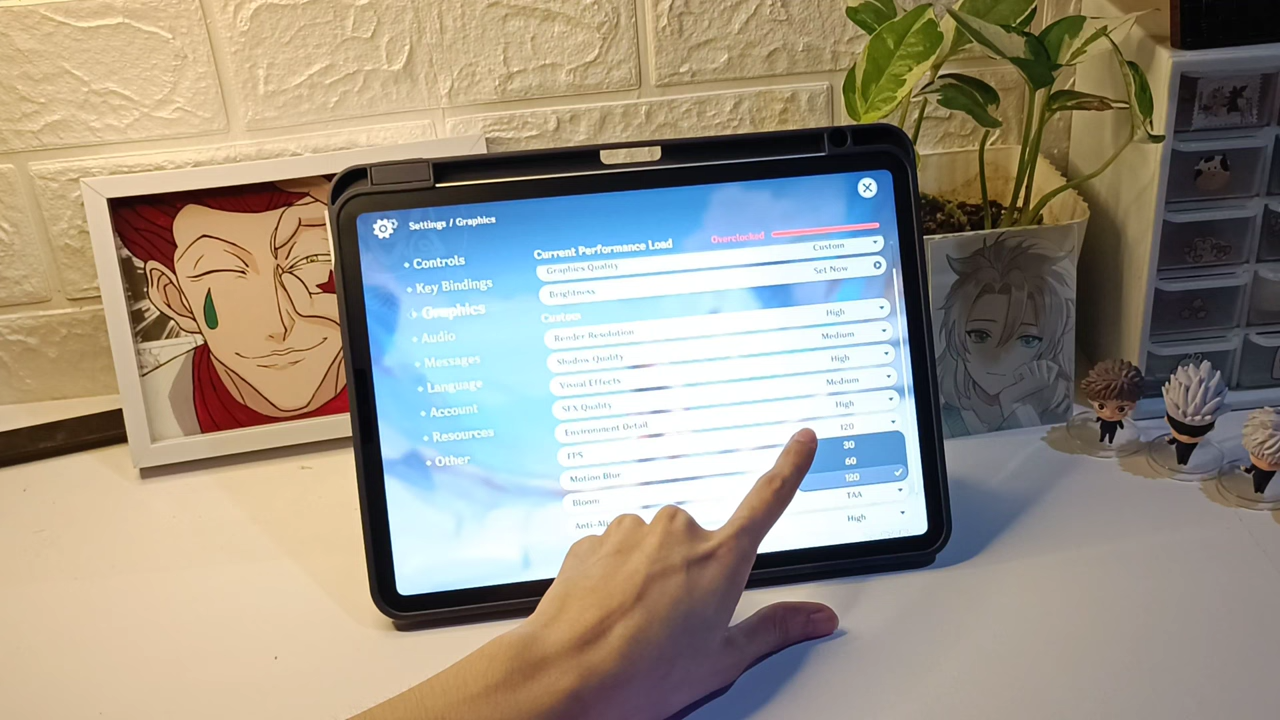 Settings / Graphics
Controls
Key Bindings
Graphics
Audio
Messages
Language
Account
Resources
Other
Current Performance Load
Overclocked
Graphics Quality
Custom
Brightness
Set Now
Custom
Render Resolution
High
Shadow Quality
Medium
Visual Effects
High
SFX Quality
Medium
Environment Detail
High
FPS
120
30
60
120
Motion Blur
Bloom
Anti-Ali
TAA
High